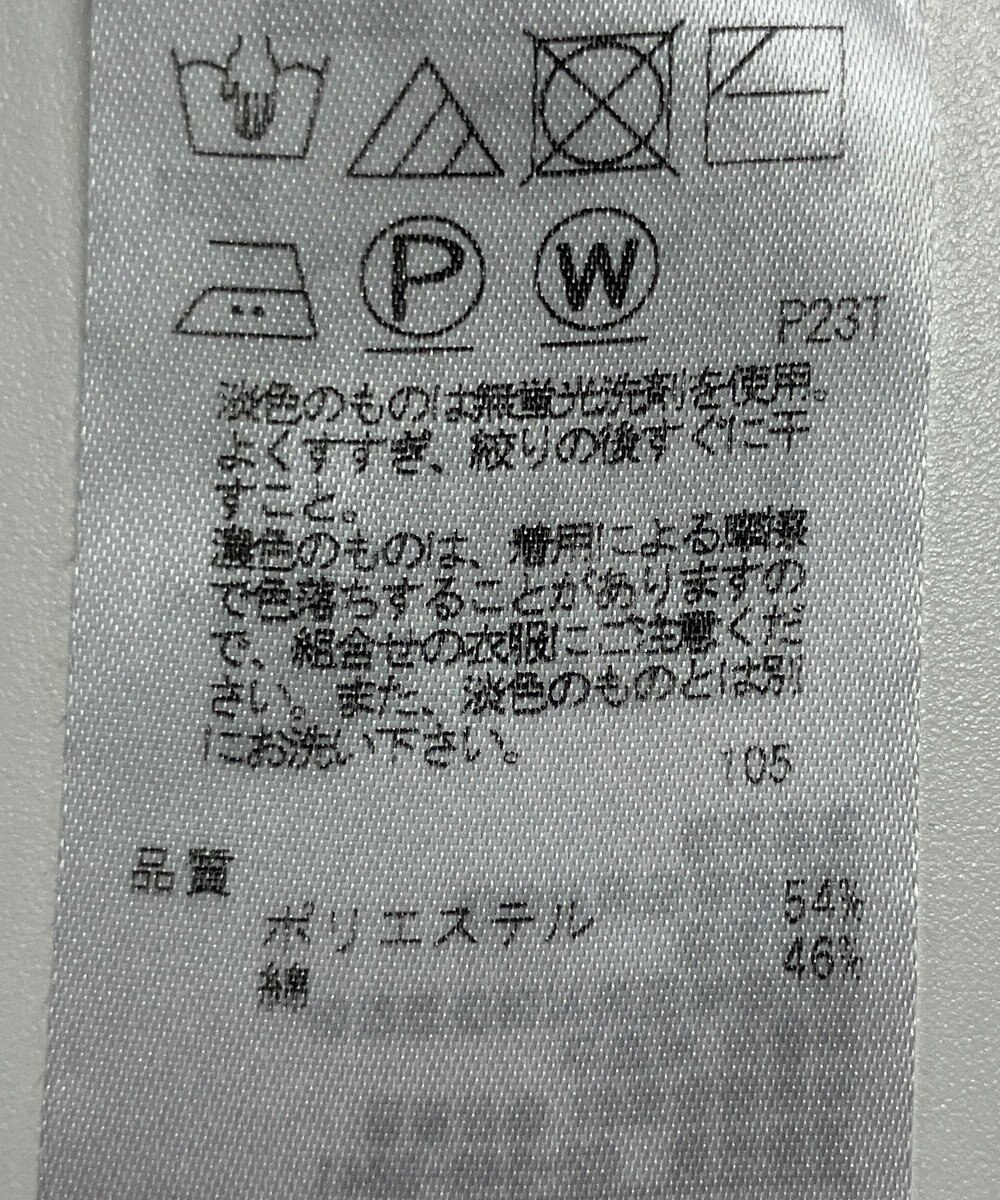 P W
P23T
淡色のものは無蛍光洗剤を使用。
よくすすぎ、絞りの後すぐに干
すこと。
濃色のものは、着用による摩擦
で色落ちすることがありますの
で、組合せの衣服にご注意くだ
さい。また、淡色のものとは別
にお洗い下さい。
105
品質
ポリエステル 54%
綿 46%